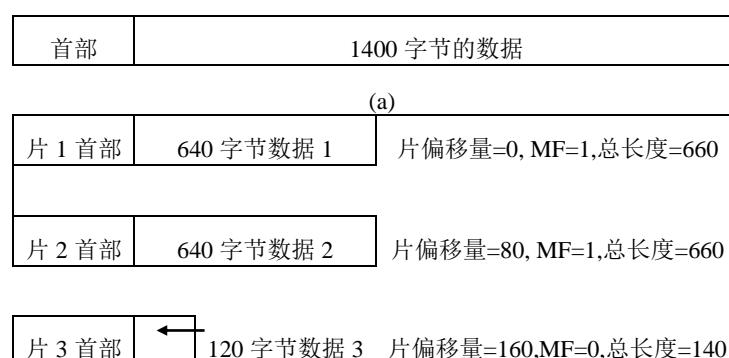 首部 1400 字节的数据
(a)
片 1 首部 640 字节数据 1 片偏移量=0, MF=1,总长度=660
片 2 首部 640 字节数据 2 片偏移量=80, MF=1,总长度=660
片 3 首部 120 字节数据 3 片偏移量=160,MF=0,总长度=140